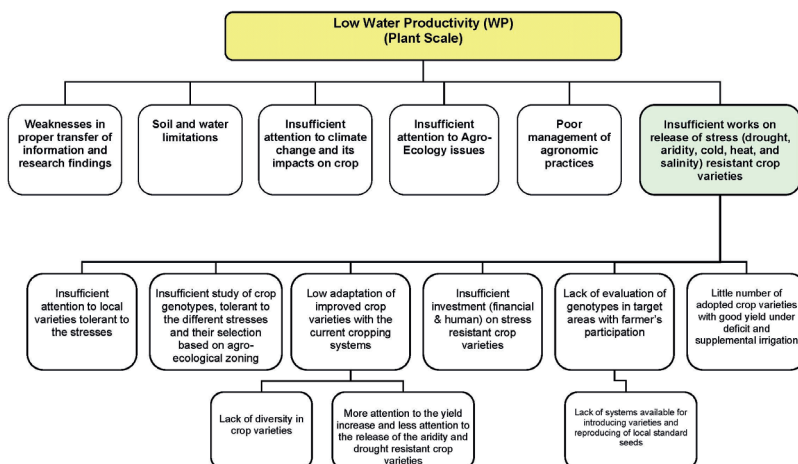 Low Water Productivity (WP)
(Plant Scale)
Weaknesses in
proper transfer of
information and
research findings
Soil and water
limitations
Insufficient
attention to climate
change and its
impacts on crop
Insufficient
attention to Agro-
Ecology issues
Poor
management of
agronomic
practices
Insufficient works on
release of stress (drought,
aridity, cold, heat, and
salinity) resistant crop
varieties
Insufficient
attention to local
varieties tolerant
to the stresses
Insufficient study of crop
genotypes, tolerant to
the different stresses
and their selection
based on agro-
ecological zoning
Low adaptation of
improved crop
varieties with the
current cropping
systems
Insufficient
investment (financial
& human) on stress
resistant crop
varieties
Lack of evaluation of
genotypes in target
areas with farmer's
participation
Little number of
adopted crop varieties
with good yield under
deficit and
supplemental irrigation
Lack of diversity in
crop varieties
More attention to the yield
increase and less attention to
the release of the aridity and
drought resistant crop
varieties
Lack of systems available for
introducing varieties and
reproducing of local standard
seeds